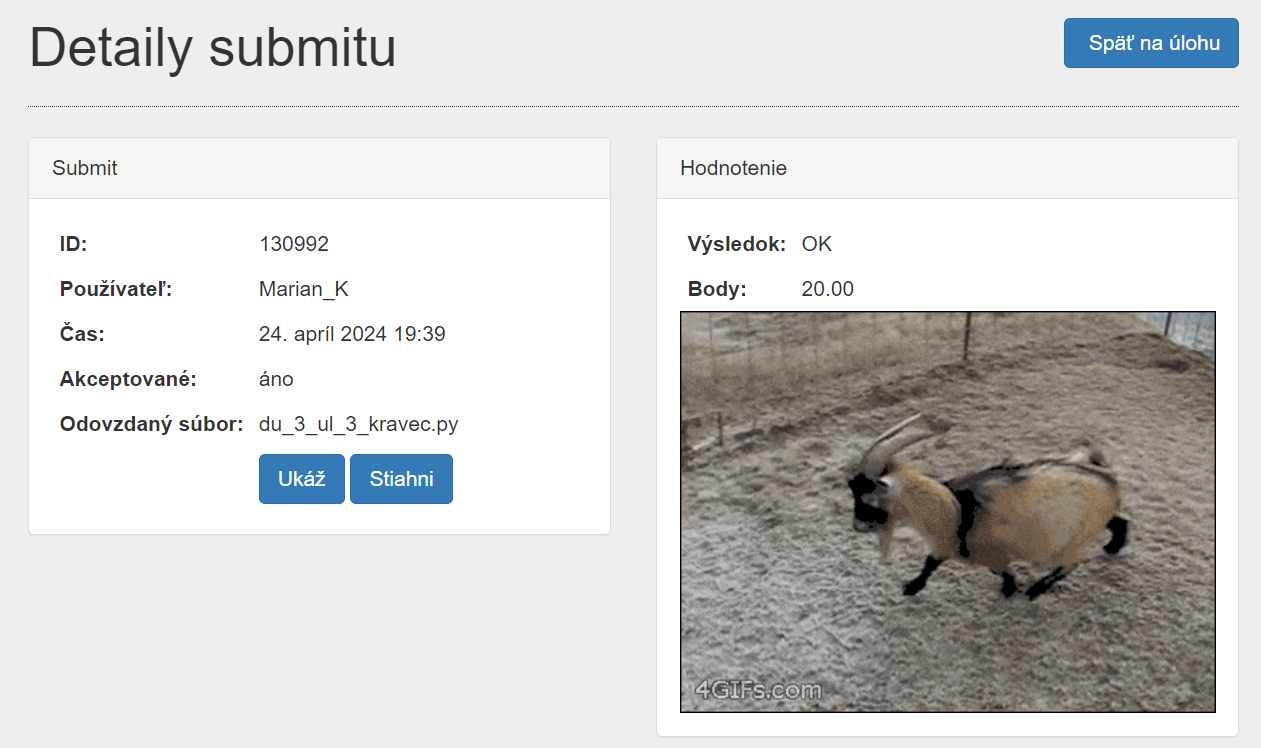 Detaily submitu
Späť na úlohu
Submit
ID: 130992
Používateľ: Marian_K
Čas: 24. apríl 2024 19:39
Akceptované: áno
Odovzdaný súbor: du_3_ul_3_kravec.py
Ukáž Stiahni
Hodnotenie
Výsledok: OK
Body: 20.00
4GIFs.com